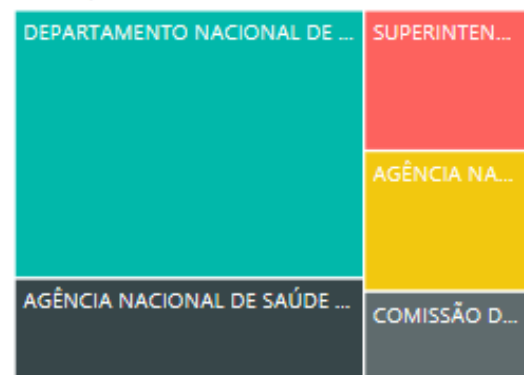 DEPARTAMENTO NACIONAL DE ...
SUPERINTEN...
AGÊNCIA NA...
AGÊNCIA NACIONAL DE SAÚDE ...
COMISSÃO D...